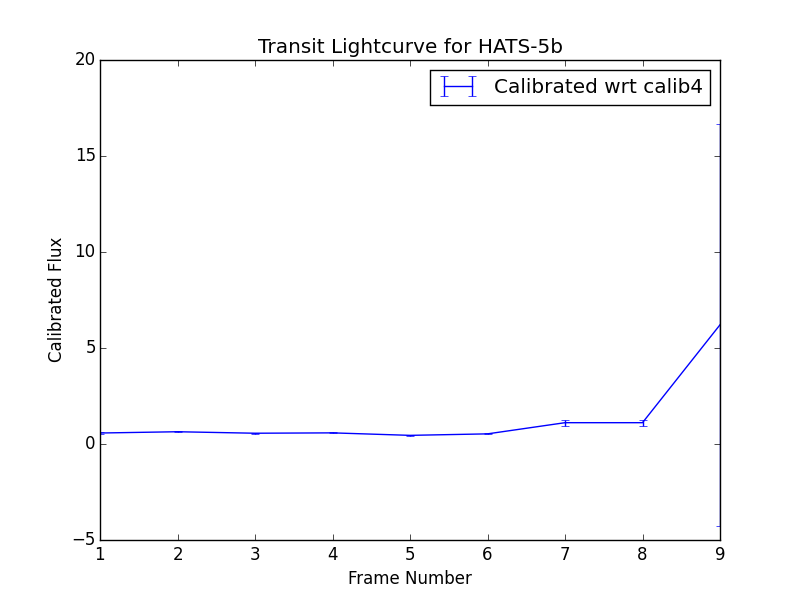 Transit Lightcurve for HATS-5b
Calibrated wrt calib4
20
15
10
5
0
−5
Calibrated Flux
1 2 3 4 5 6 7 8 9
Frame Number